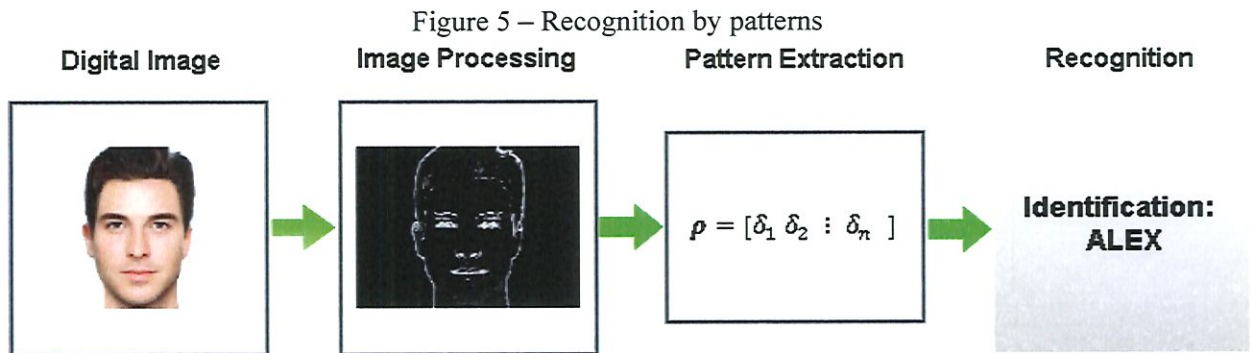 Figure 5 – Recognition by patterns
Digital Image
Image Processing
Pattern Extraction
Recognition
ρ = [δ₁ δ₂ ⋮ δₙ ]
Identification:
ALEX